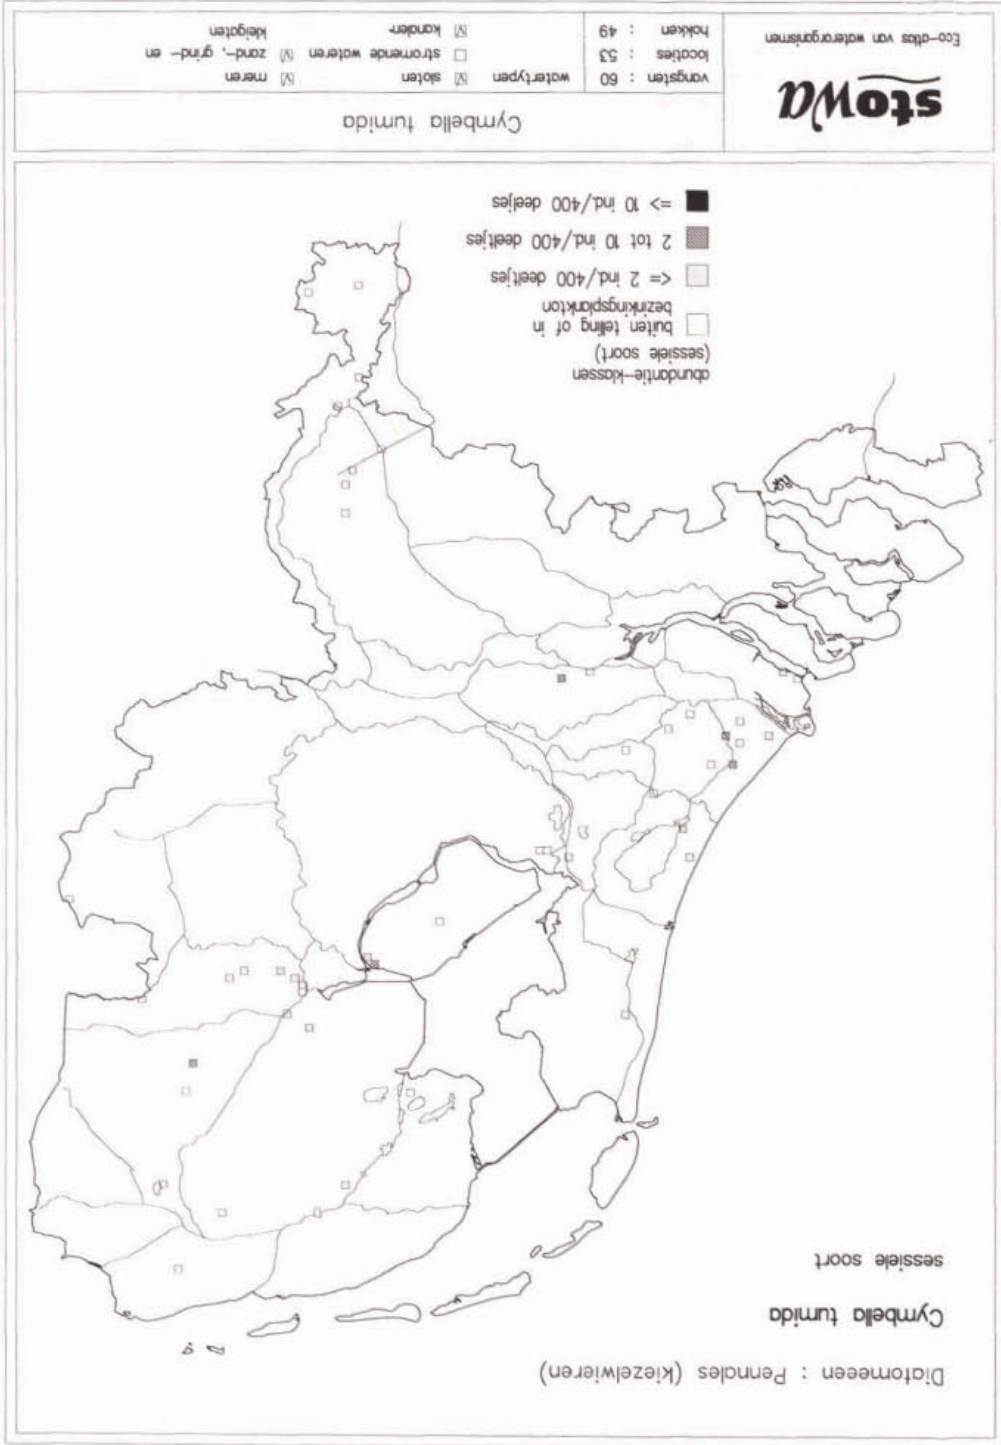 Diatomeeen : Pennales (kiezelwieren)
Cymbella tumida
sessiele soort
abundantie-klassen
(sessiele soort)
buiten telling of in
bezinkingsplankton
<= 2 ind./400 deeltjes
2 tot 10 ind./400 deeltjes
=> 10 ind./400 deeltjes
stowa
Eco-atlas van waterorganismen
Cymbella tumida
vangsten : 60 watertypen sloten meren
locaties : 53 stromende wateren zand-, grind- en
hokken : 49 kanalen kleigaten